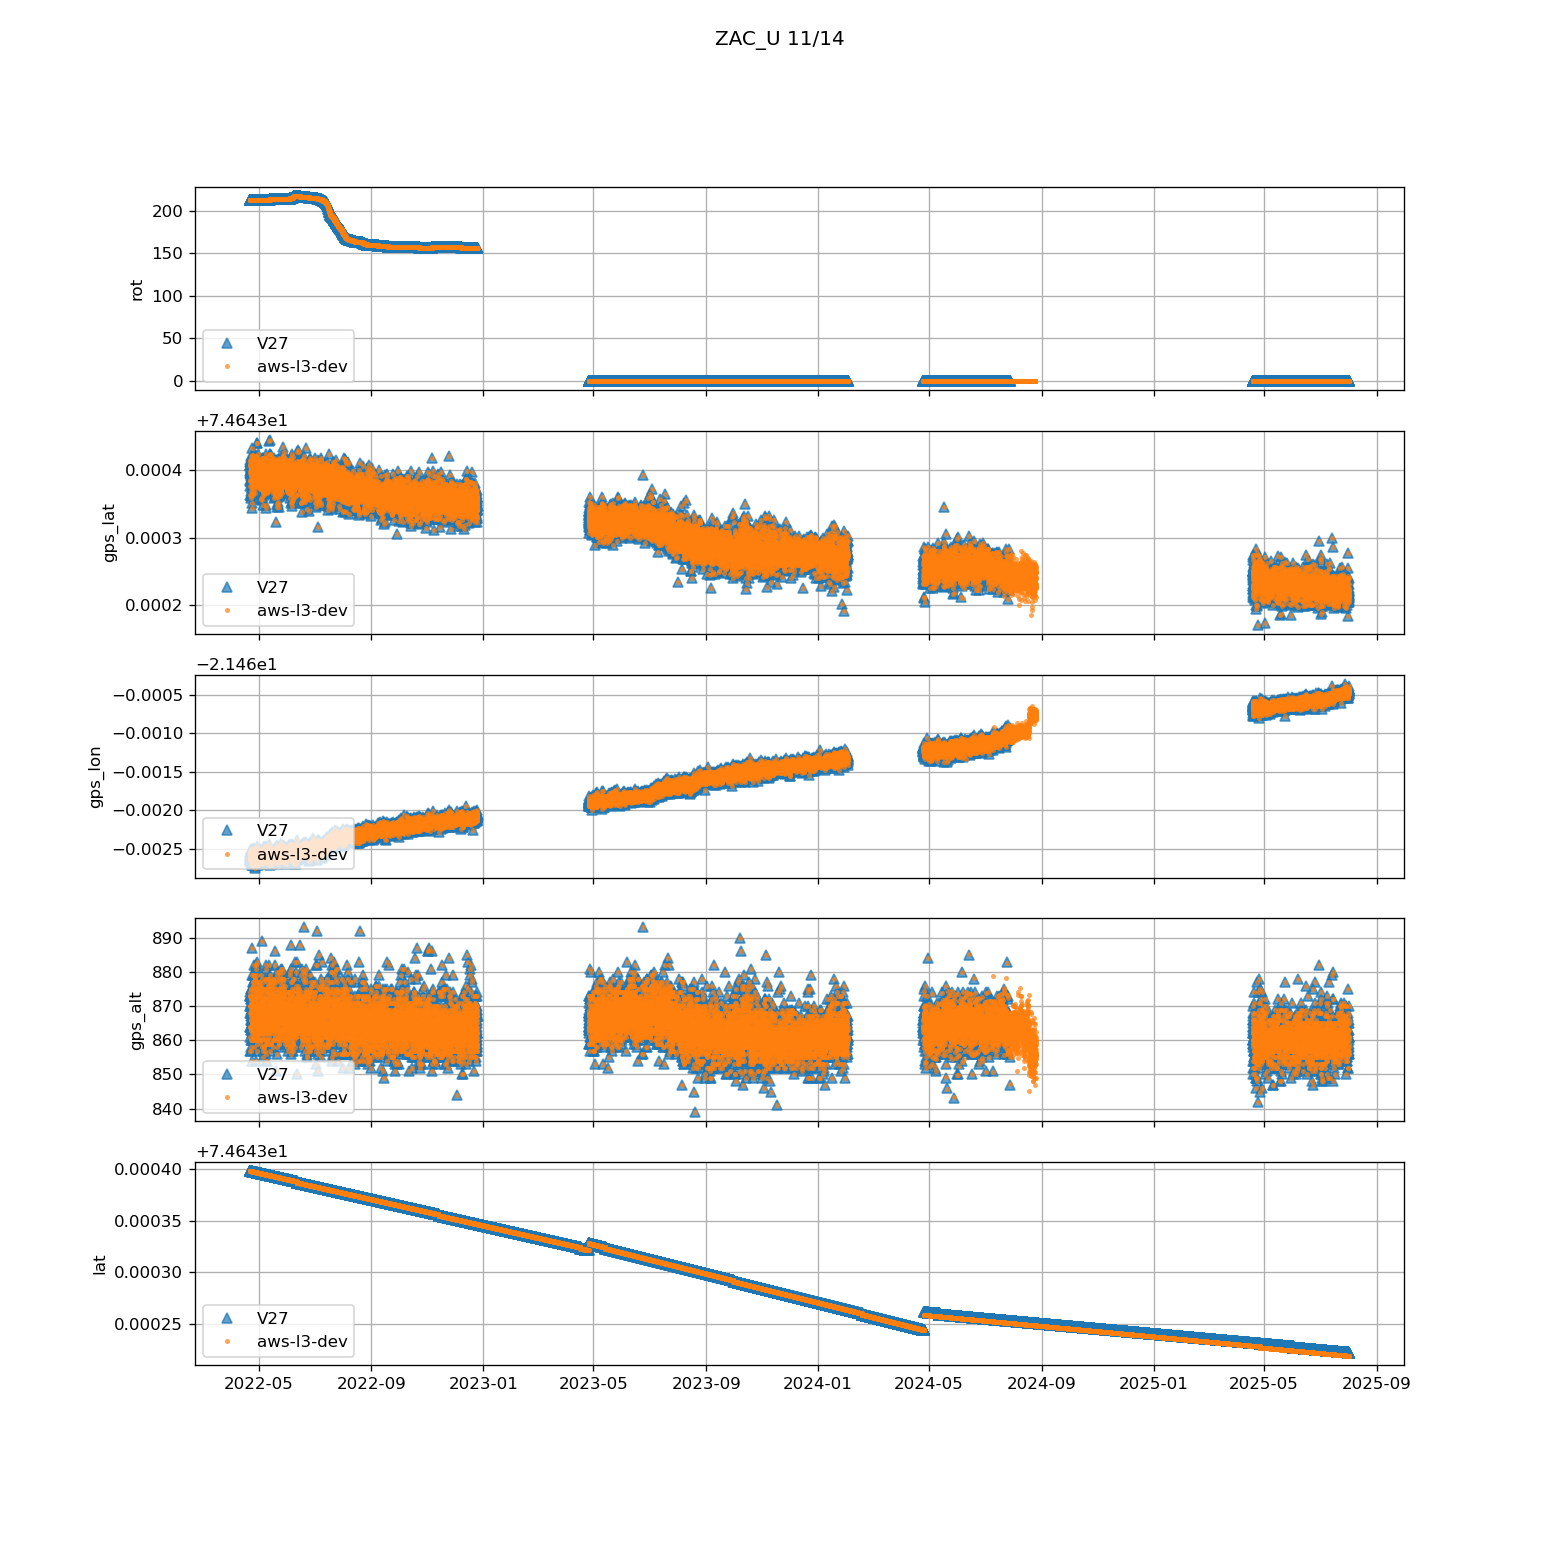 ZAC_U 11/14
200
150
100
50
0
rot
V27
aws-l3-dev
+7.4643e1
0.0004
0.0003
0.0002
gps_lat
V27
aws-l3-dev
−2.146e1
−0.0005
−0.0010
−0.0015
−0.0020
−0.0025
gps_lon
V27
aws-l3-dev
890
880
870
860
850
840
gps_alt
V27
aws-l3-dev
+7.4643e1
0.00040
0.00035
0.00030
0.00025
lat
V27
aws-l3-dev
2022-05 2022-09 2023-01 2023-05 2023-09 2024-01 2024-05 2024-09 2025-01 2025-05 2025-09